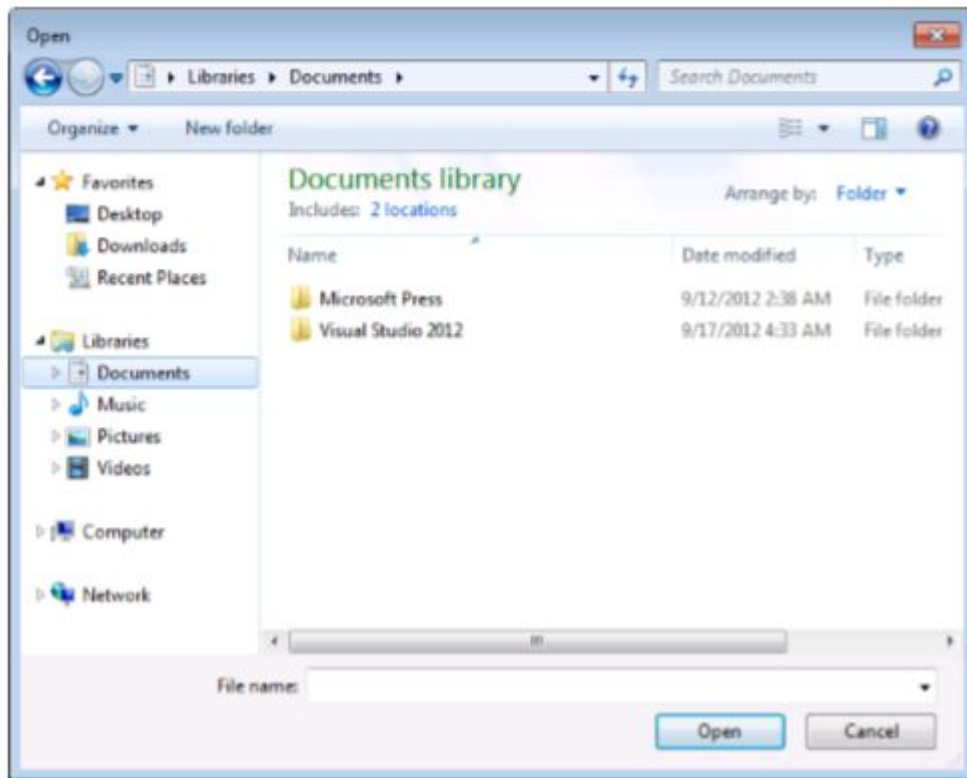 Open
Libraries Documents Search Documents
Organize New folder
Favorites
Desktop
Downloads
Recent Places
Libraries
Documents
Music
Pictures
Videos
Computer
Network
Documents library
Includes: 2 locations
Arrange by: Folder
Name Date modified Type
Microsoft Press 9/12/2012 2:38 AM File folder
Visual Studio 2012 9/17/2012 4:33 AM File folder
File name:
Open Cancel